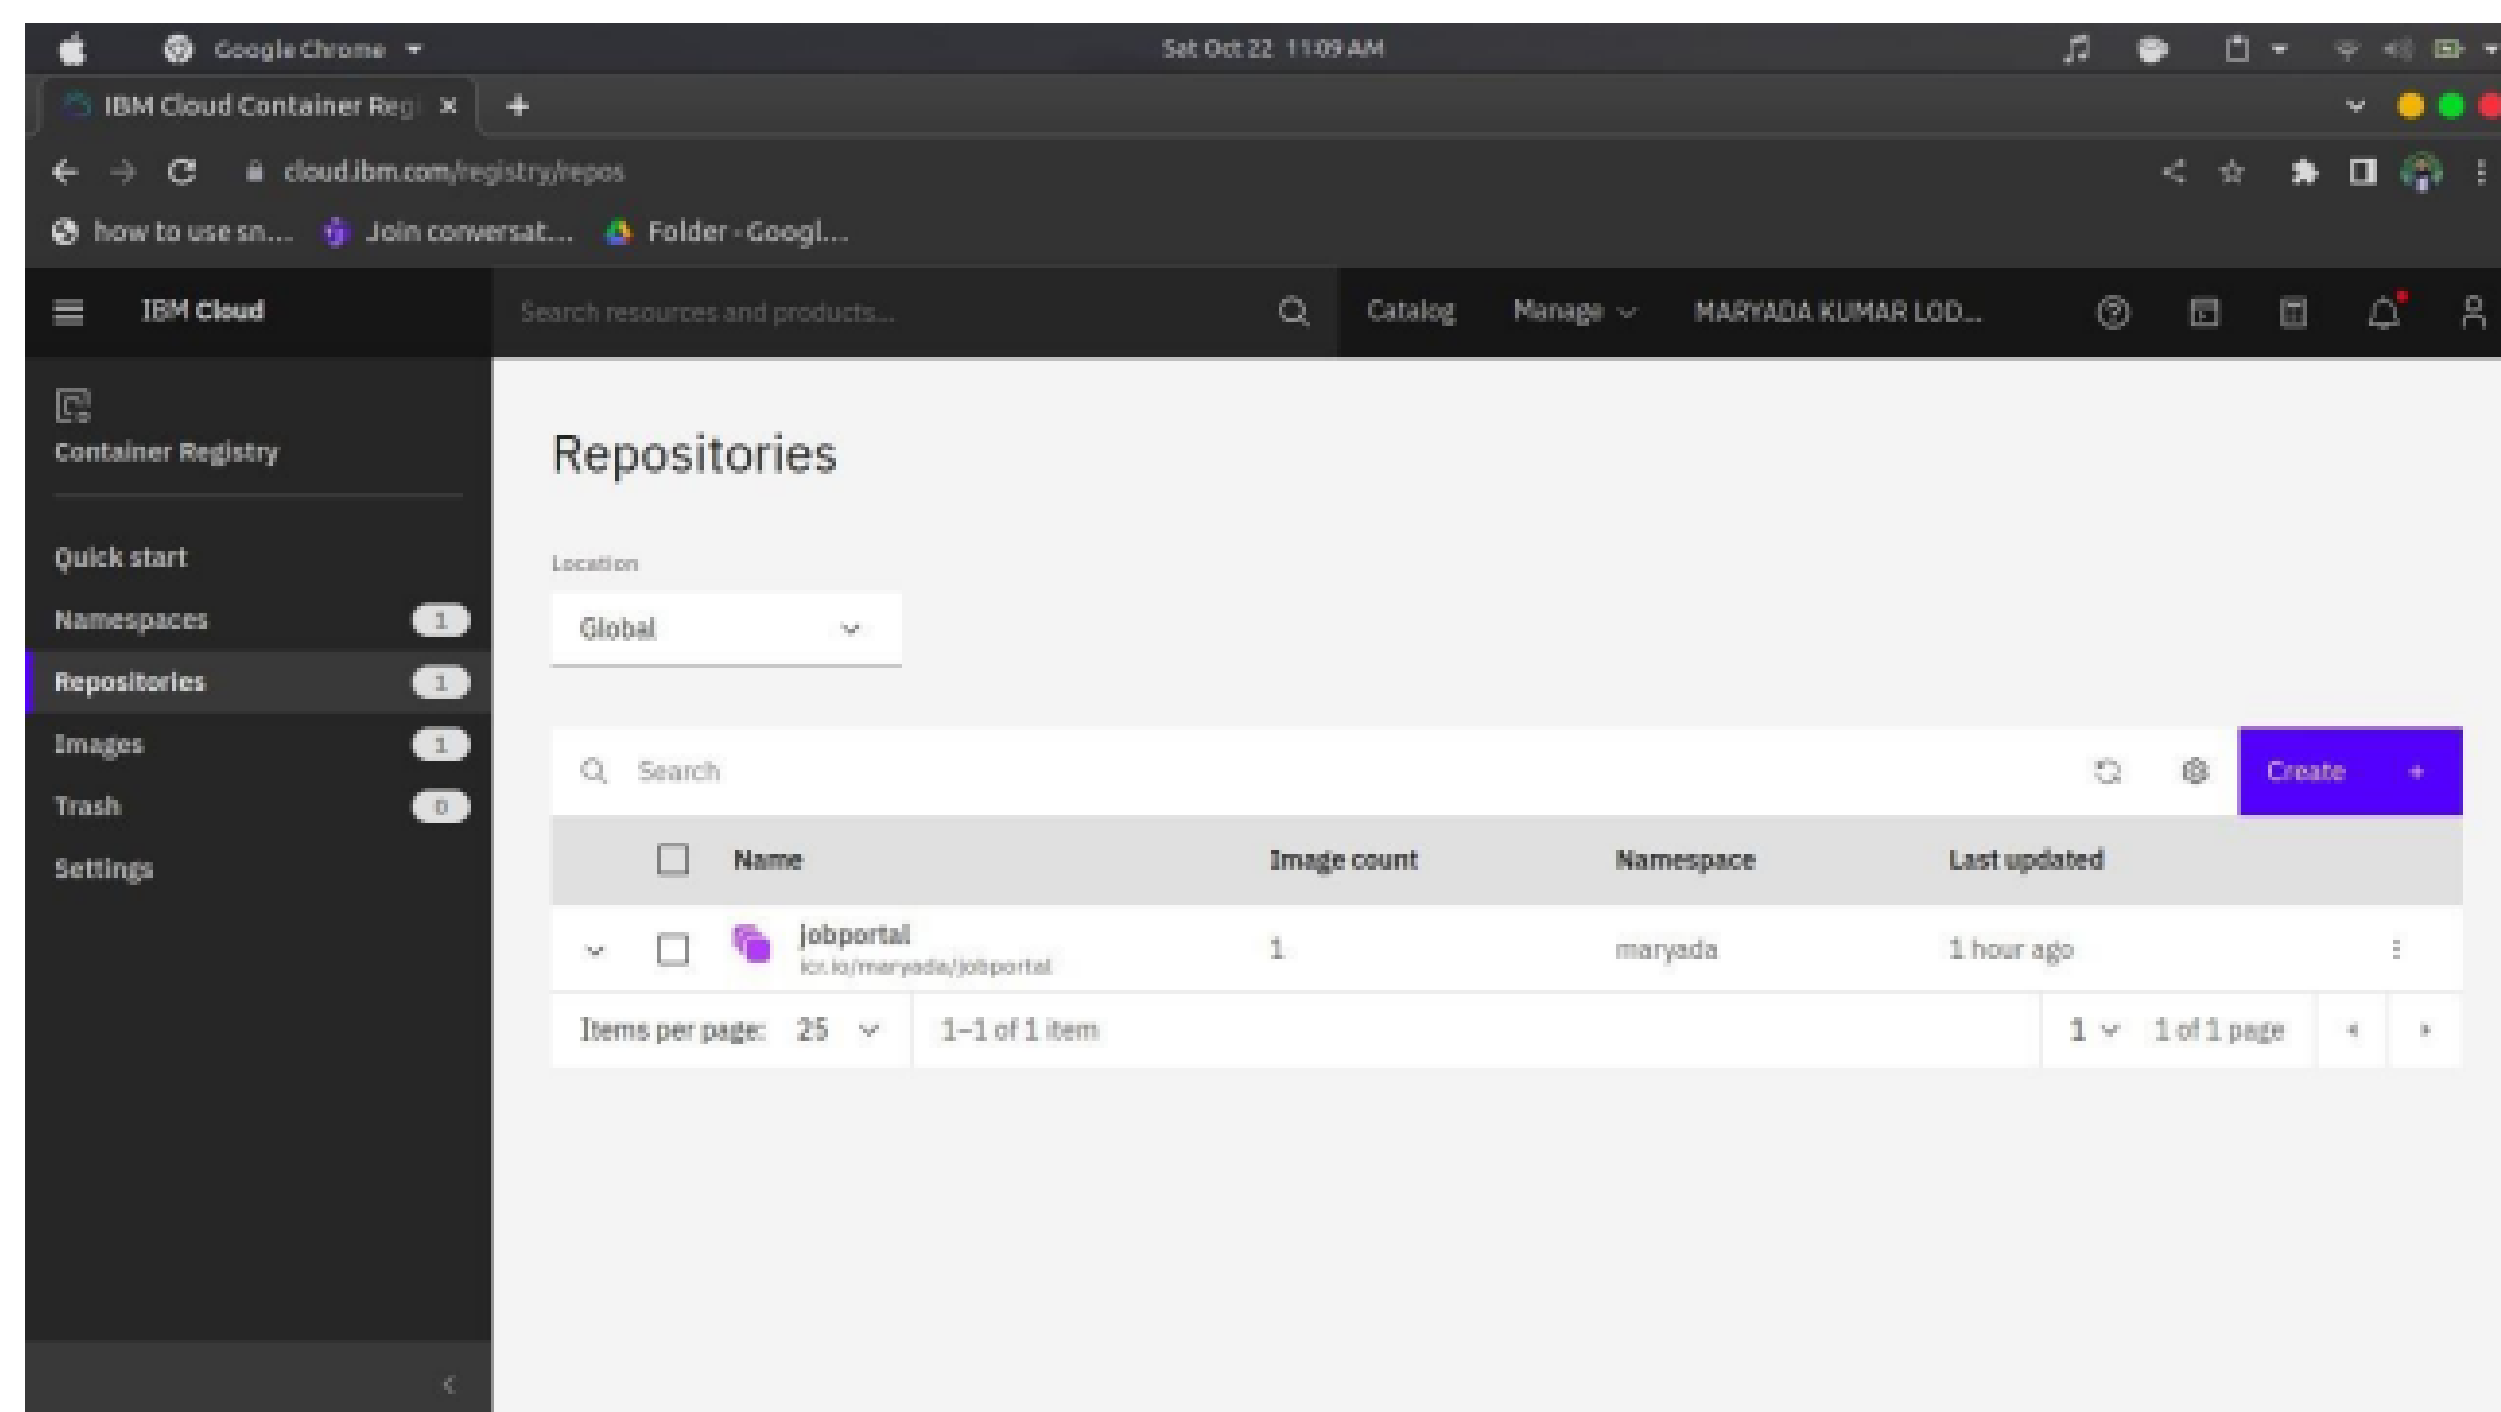 Google Chrome
Sat Oct 22 11:09 AM
IBM Cloud Container Regi
cloud.ibm.com/registry/repos
how to use sn... Join conversat... Folder - Googl...
IBM Cloud
Search resources and products...
Catalog Manage MARYADA KUMAR LOD...
Container Registry
Quick start
Namespaces 1
Repositories 1
Images 1
Trash 0
Settings
Repositories
Location
Global
Search
Create +
Name Image count Namespace Last updated
jobportal 1 maryada 1 hour ago
icr.io/maryada/jobportal
Items per page: 25 1–1 of 1 item 1 1 of 1 page